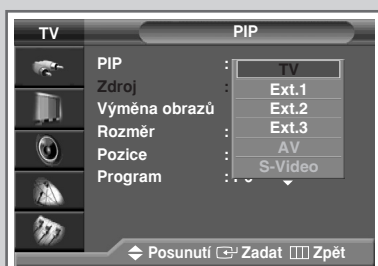 TV PIP
PIP :
Zdroj :
Výměna obrazů
Rozměr :
Pozice :
Program :
TV
Ext.1
Ext.2
Ext.3
AV
S-Video
Posunutí Zadat Zpět